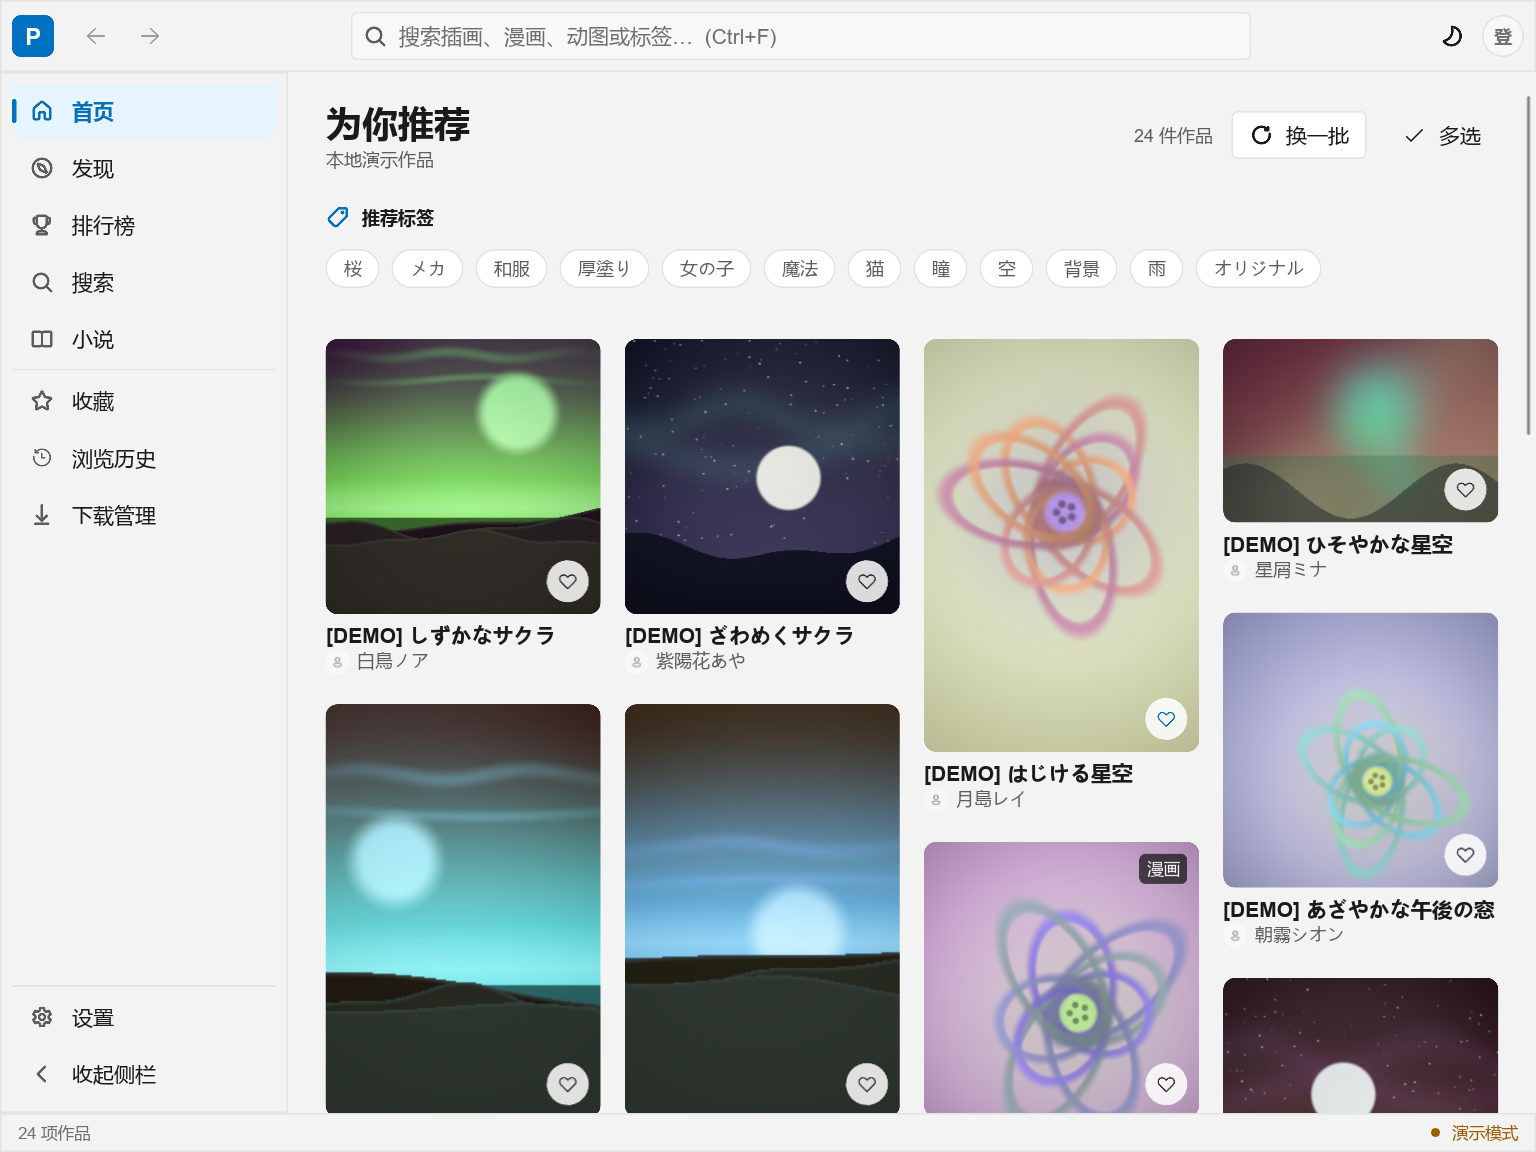 P
搜索插画、漫画、动图或标签… (Ctrl+F)
登
首页
发现
排行榜
搜索
小说
收藏
浏览历史
下载管理
设置
收起侧栏
为你推荐
本地演示作品
24 件作品
换一批
多选
推荐标签
桜
メカ
和服
厚塗り
女の子
魔法
猫
瞳
空
背景
雨
オリジナル
[DEMO] しずかなサクラ
白鳥ノア
[DEMO] ざわめくサクラ
紫陽花あや
[DEMO] はじける星空
月島レイ
[DEMO] ひそやかな星空
星屑ミナ
[DEMO] あざやかな午後の窓
朝霧シオン
漫画
24 项作品
演示模式